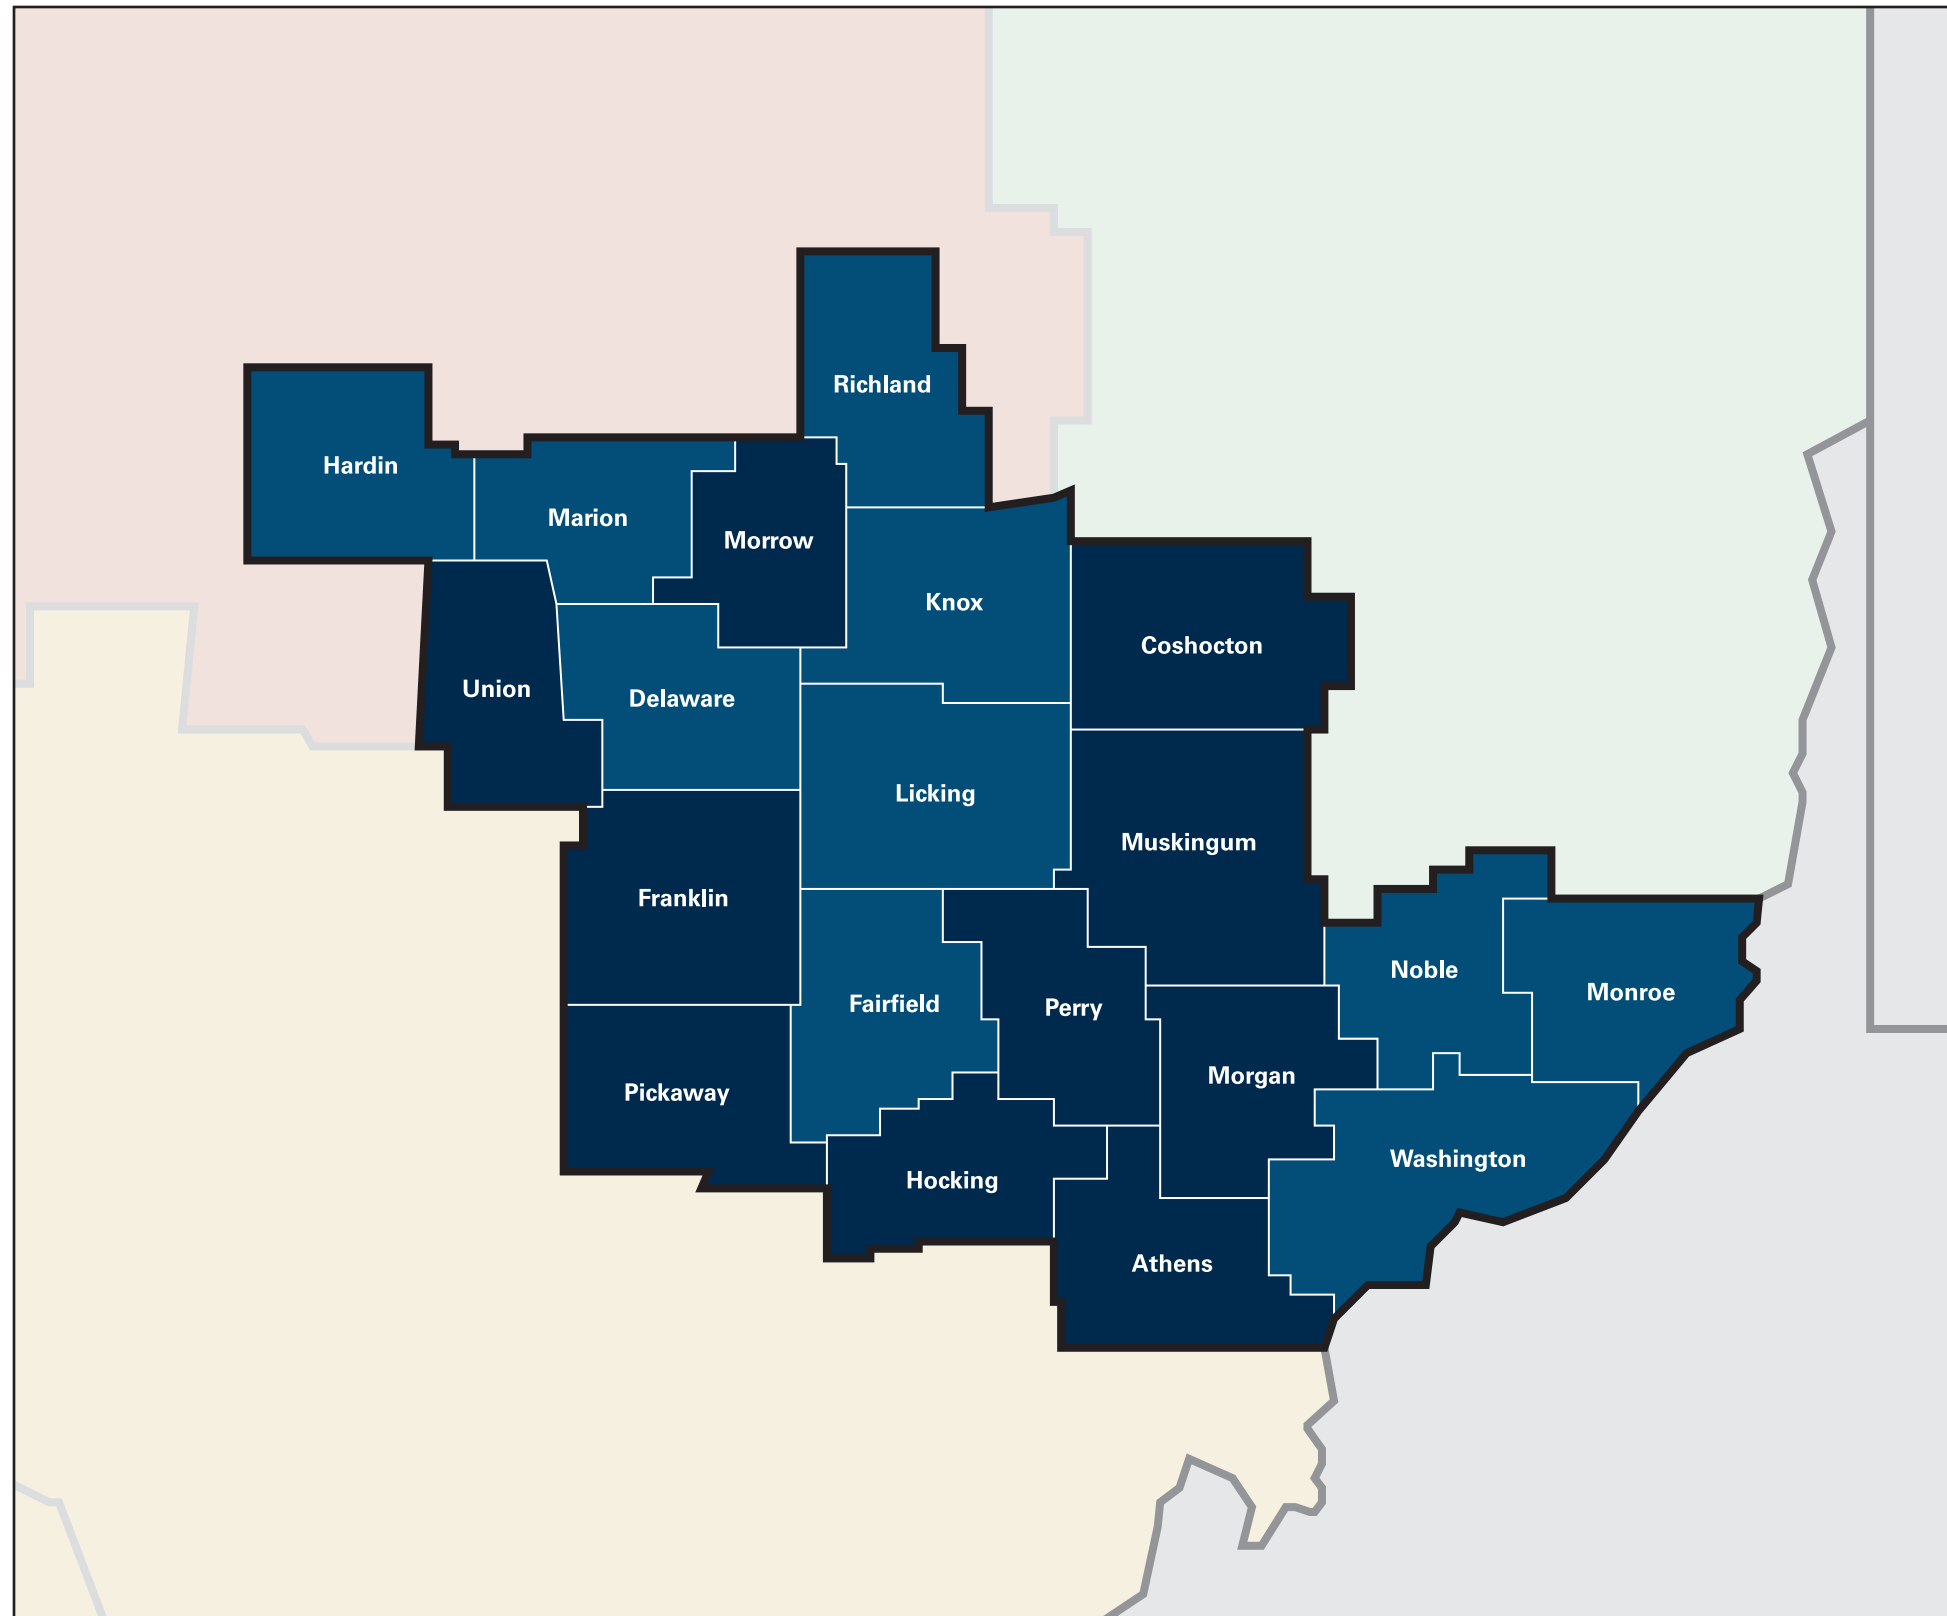 Richland
Hardin
Marion
Morrow
Knox
Coshocton
Union
Delaware
Licking
Muskingum
Franklin
Noble
Monroe
Fairfield
Perry
Morgan
Pickaway
Washington
Hocking
Athens